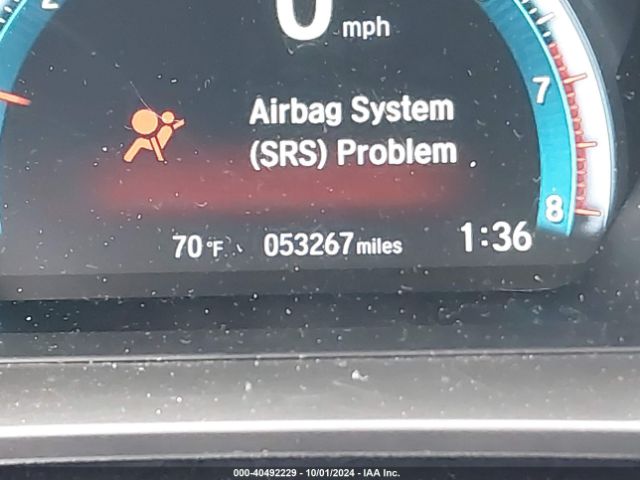 2
0 mph
7
Airbag System
(SRS) Problem
8
70°F 053267 miles 1:36
000-40492229 - 10/01/2024 - IAA Inc.